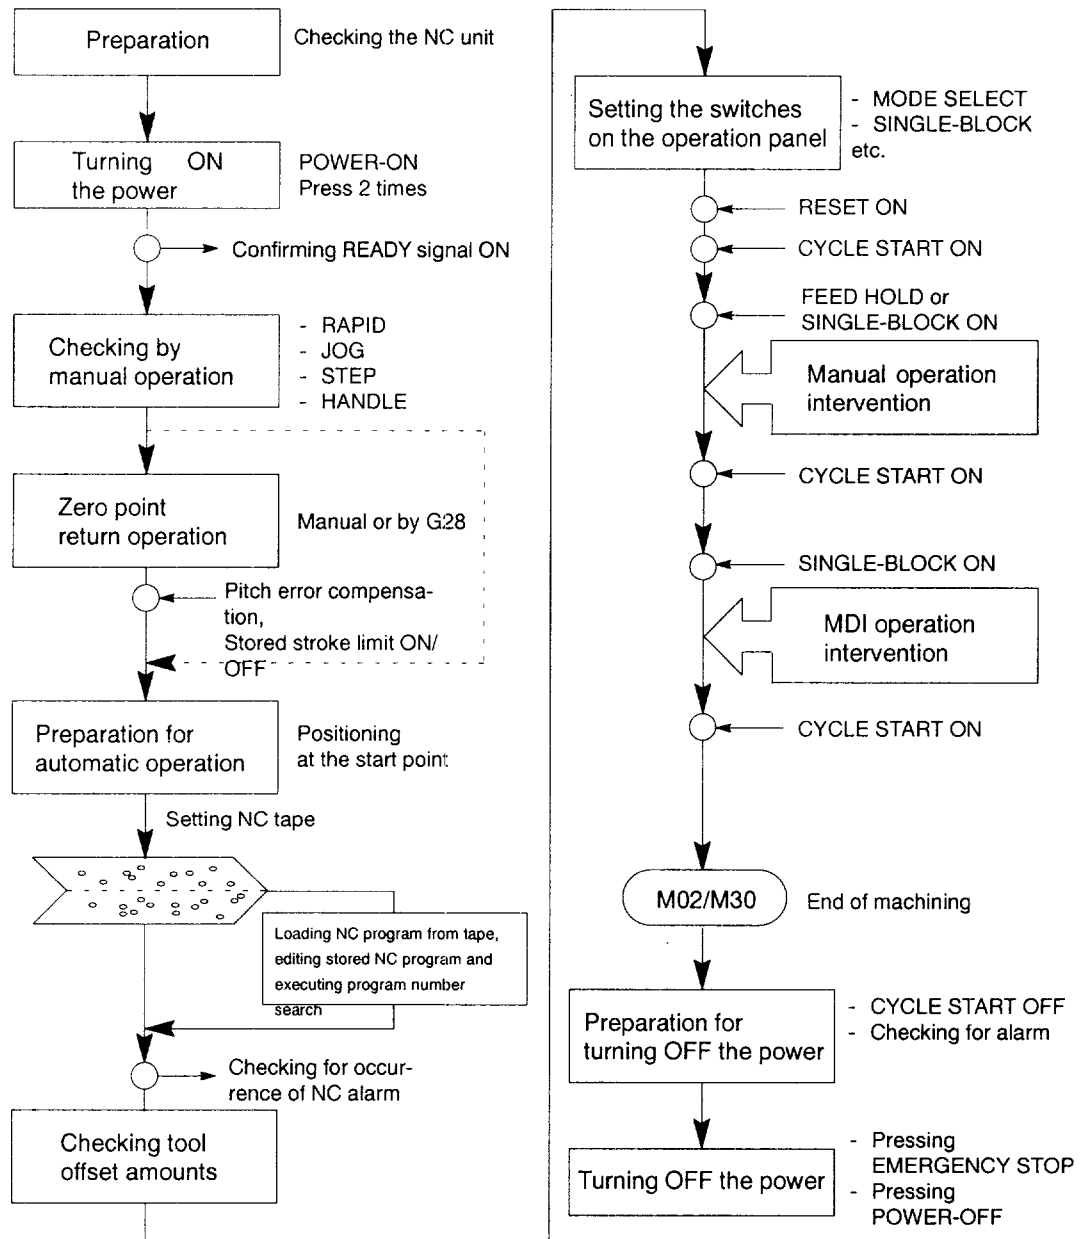 Preparation
Checking the NC unit
Turning ON
the power
POWER-ON
Press 2 times
Confirming READY signal ON
Checking by
manual operation
- RAPID
- JOG
- STEP
- HANDLE
Zero point
return operation
Manual or by G28
Pitch error compensa-
tion,
Stored stroke limit ON/
OFF
Preparation for
automatic operation
Positioning
at the start point
Setting NC tape
Loading NC program from tape,
editing stored NC program and
executing program number
search
Checking for occur-
rence of NC alarm
Checking tool
offset amounts
Setting the switches
on the operation panel
- MODE SELECT
- SINGLE-BLOCK
etc.
RESET ON
CYCLE START ON
FEED HOLD or
SINGLE-BLOCK ON
Manual operation
intervention
CYCLE START ON
SINGLE-BLOCK ON
MDI operation
intervention
CYCLE START ON
M02/M30
End of machining
Preparation for
turning OFF the power
- CYCLE START OFF
- Checking for alarm
Turning OFF the power
- Pressing
EMERGENCY STOP
- Pressing
POWER-OFF